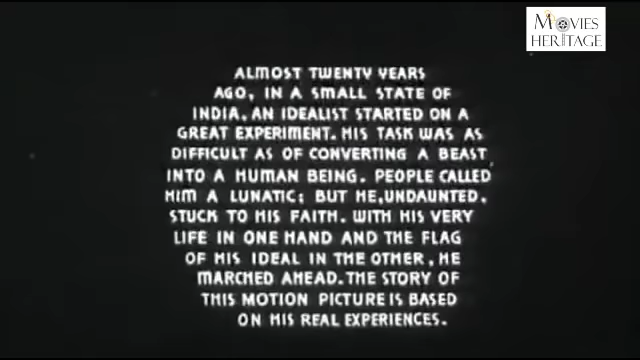 MOVIES
HERITAGE
ALMOST TWENTY YEARS
AGO, IN A SMALL STATE OF
INDIA, AN IDEALIST STARTED ON A
GREAT EXPERIMENT. HIS TASK WAS AS
DIFFICULT AS OF CONVERTING A BEAST
INTO A HUMAN BEING. PEOPLE CALLED
HIM A LUNATIC; BUT HE, UNDAUNTED,
STUCK TO HIS FAITH. WITH HIS VERY
LIFE IN ONE HAND AND THE FLAG
OF HIS IDEAL IN THE OTHER, HE
MARCHED AHEAD. THE STORY OF
THIS MOTION PICTURE IS BASED
ON HIS REAL EXPERIENCES.